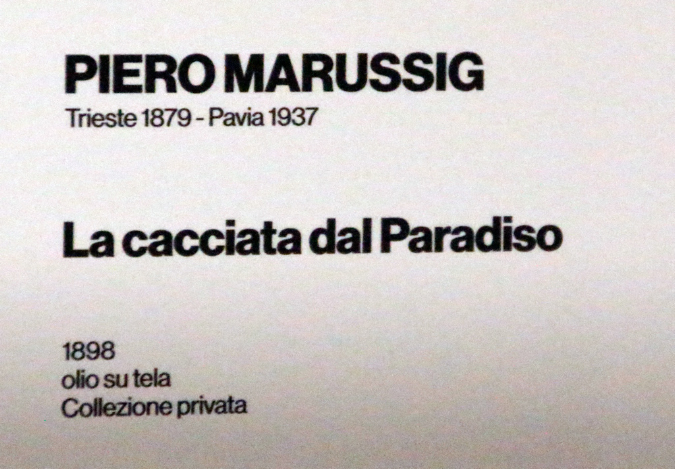 PIERO MARUSSIG
Trieste 1879 - Pavia 1937
La cacciata dal Paradiso
1898
olio su tela
Collezione privata